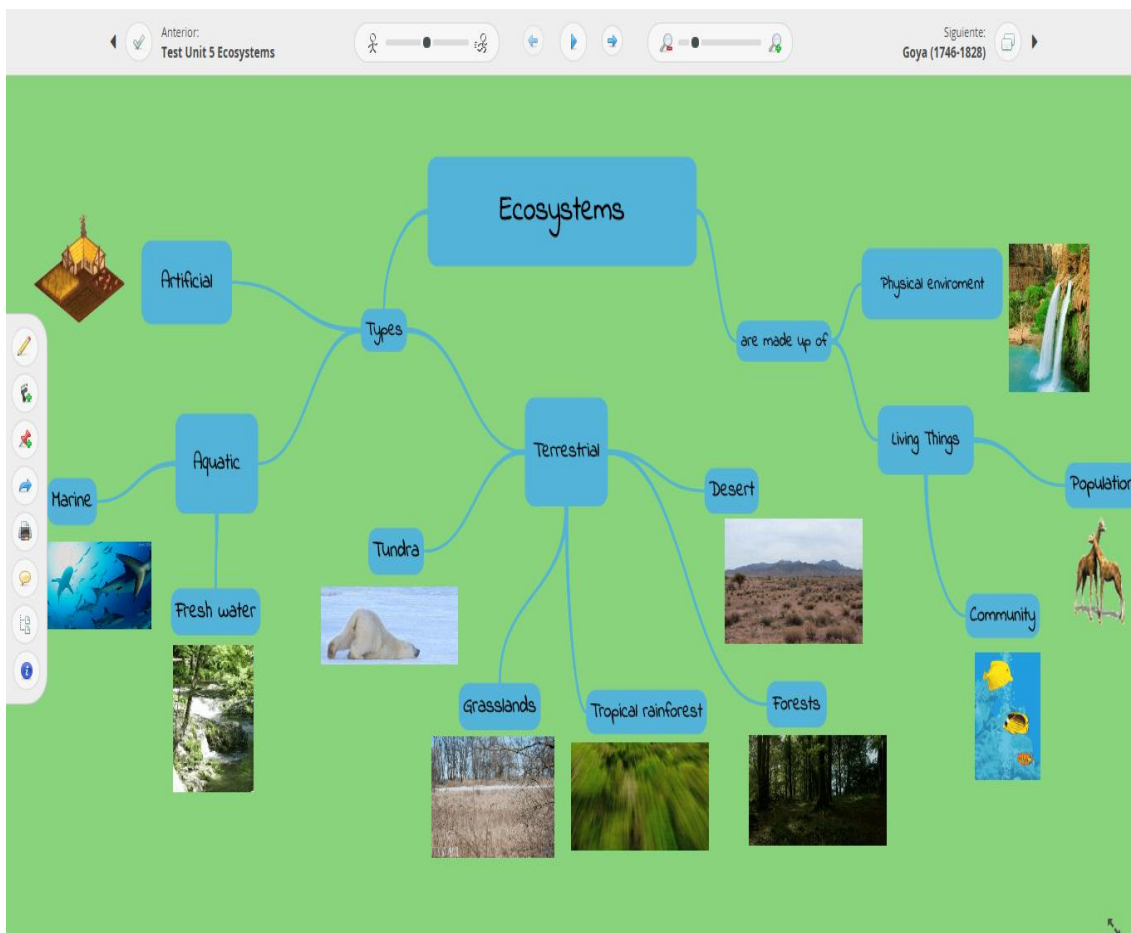 Anterior:
Test Unit 5 Ecosystems
Siguiente:
Goya (1746-1828)
Ecosystems
Artificial
Types
Physical enviroment
are made up of
Aquatic
Terrestrial
Living Things
Marine
Desert
Population
Tundra
Fresh water
Community
Grasslands
Tropical rainforest
Forests